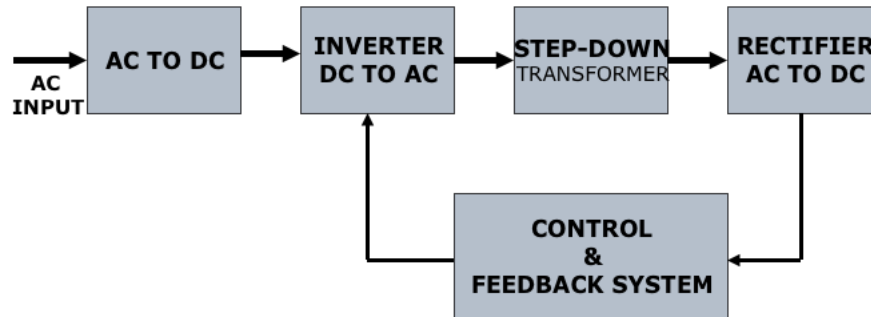 AC TO DC
AC
INPUT
INVERTER
DC TO AC
STEP-DOWN
TRANSFORMER
RECTIFIER
AC TO DC
CONTROL
&
FEEDBACK SYSTEM